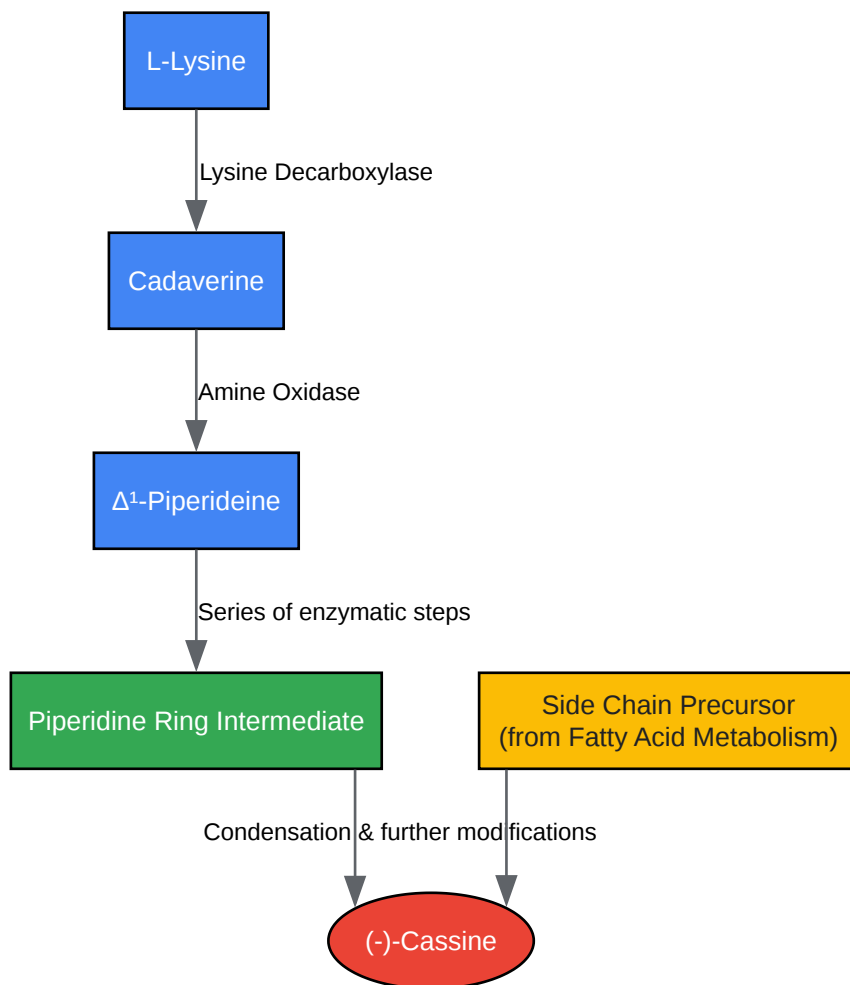 L-Lysine
Lysine Decarboxylase
Cadaverine
Amine Oxidase
Δ¹-Piperideine
Series of enzymatic steps
Piperidine Ring Intermediate
Side Chain Precursor
(from Fatty Acid Metabolism)
Condensation & further modifications
(-)-Cassine